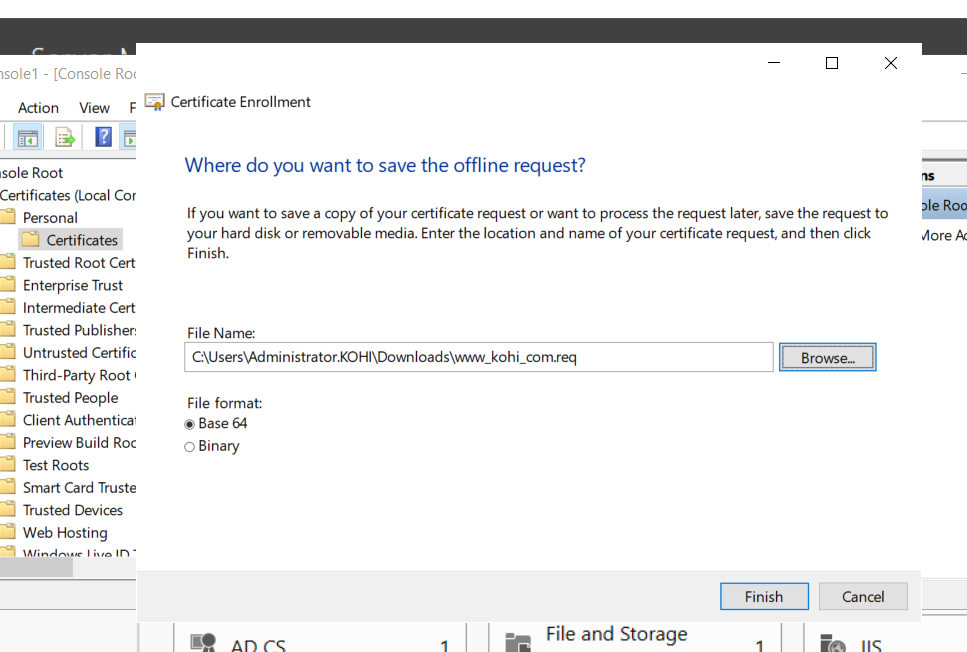 nsole1 - [Console Roo
Action View F
Certificate Enrollment
Where do you want to save the offline request?
If you want to save a copy of your certificate request or want to process the request later, save the request to
your hard disk or removable media. Enter the location and name of your certificate request, and then click
Finish.
File Name:
C:\Users\Administrator.KOHI\Downloads\www_kohi_com.req
Browse...
File format:
Base 64
Binary
Finish
Cancel
nsole Root
Certificates (Local Cor
Personal
Certificates
Trusted Root Cert
Enterprise Trust
Intermediate Cert
Trusted Publishers
Untrusted Certific
Third-Party Root
Trusted People
Client Authenticat
Preview Build Roo
Test Roots
Smart Card Truste
Trusted Devices
Web Hosting
Windows Live ID
ns
ole Roo
More Ac
AD CS 1
File and Storage
1
IIS